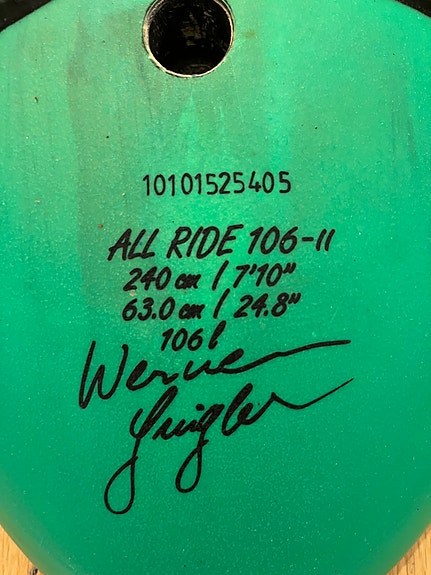 10101525405
ALL RIDE 106-11
240 cm / 7'10"
63.0 cm / 24.8"
106 l
Werner
Gnigler